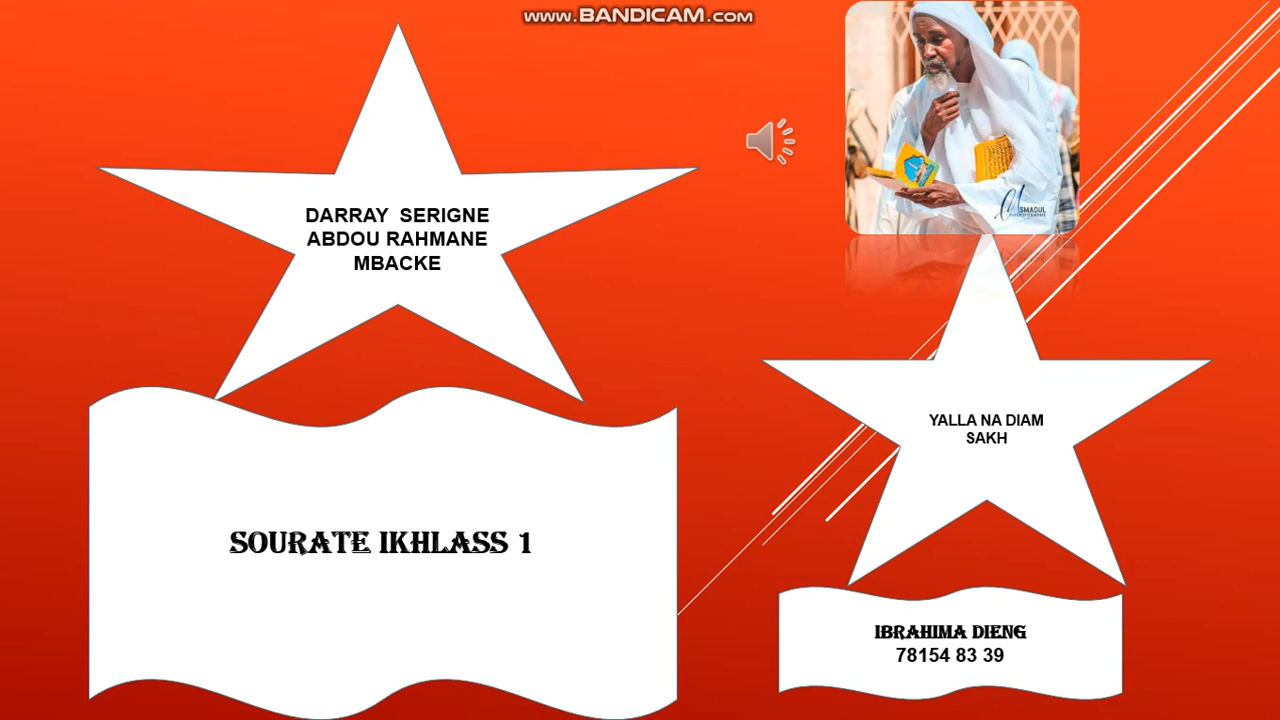 www.BANDICAM.com
DARRAY SERIGNE
ABDOU RAHMANE
MBACKE
SMAOUL
YALLA NA DIAM
SAKH
SOURATE IKHLASS 1
IBRAHIMA DIENG
78154 83 39